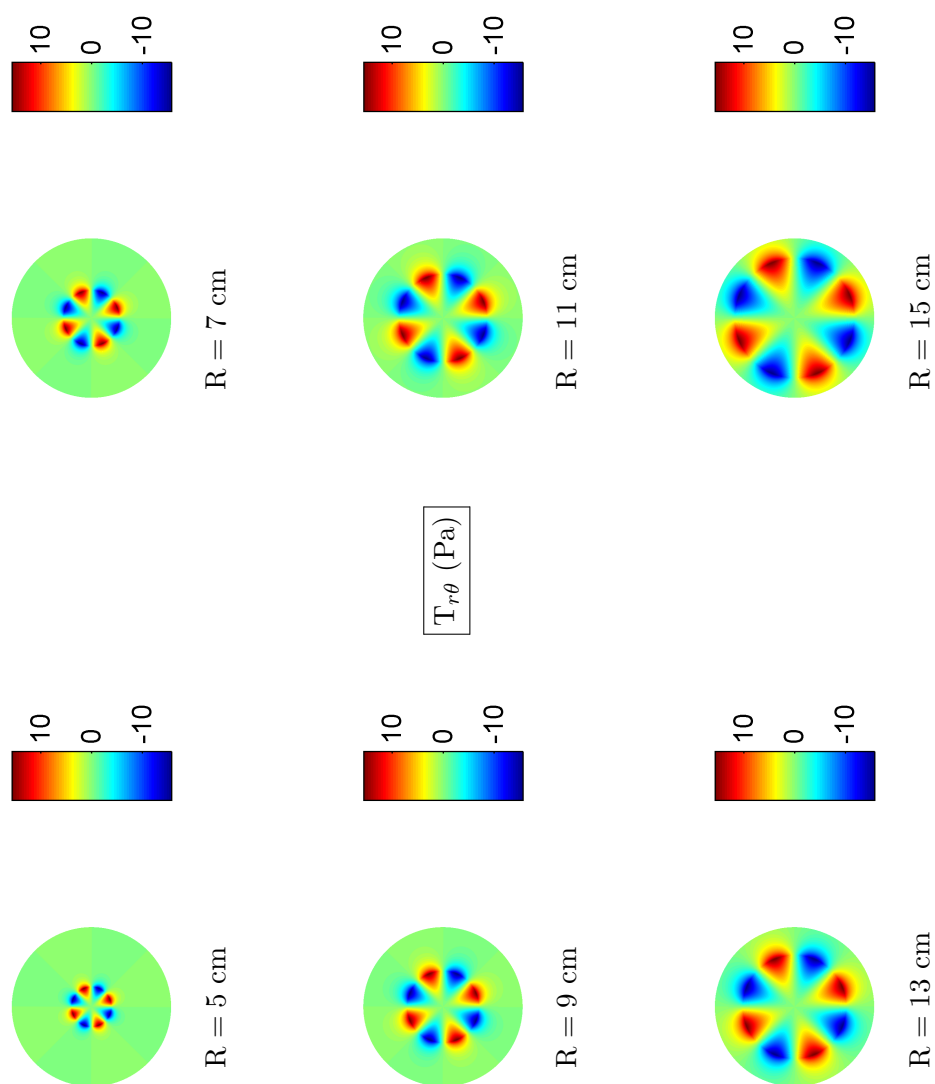 10
0
-10
R = 5 cm
10
0
-10
R = 7 cm
10
0
-10
R = 9 cm
T_{rθ} (Pa)
10
0
-10
R = 11 cm
10
0
-10
R = 13 cm
10
0
-10
R = 15 cm